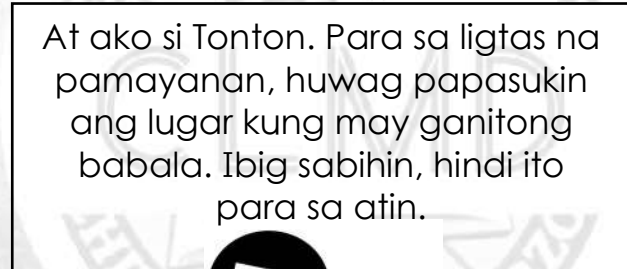 At ako si Tonton. Para sa ligtas na
pamayanan, huwag papasukin
ang lugar kung may ganitong
babala. Ibig sabihin, hindi ito
para sa atin.
CLMD